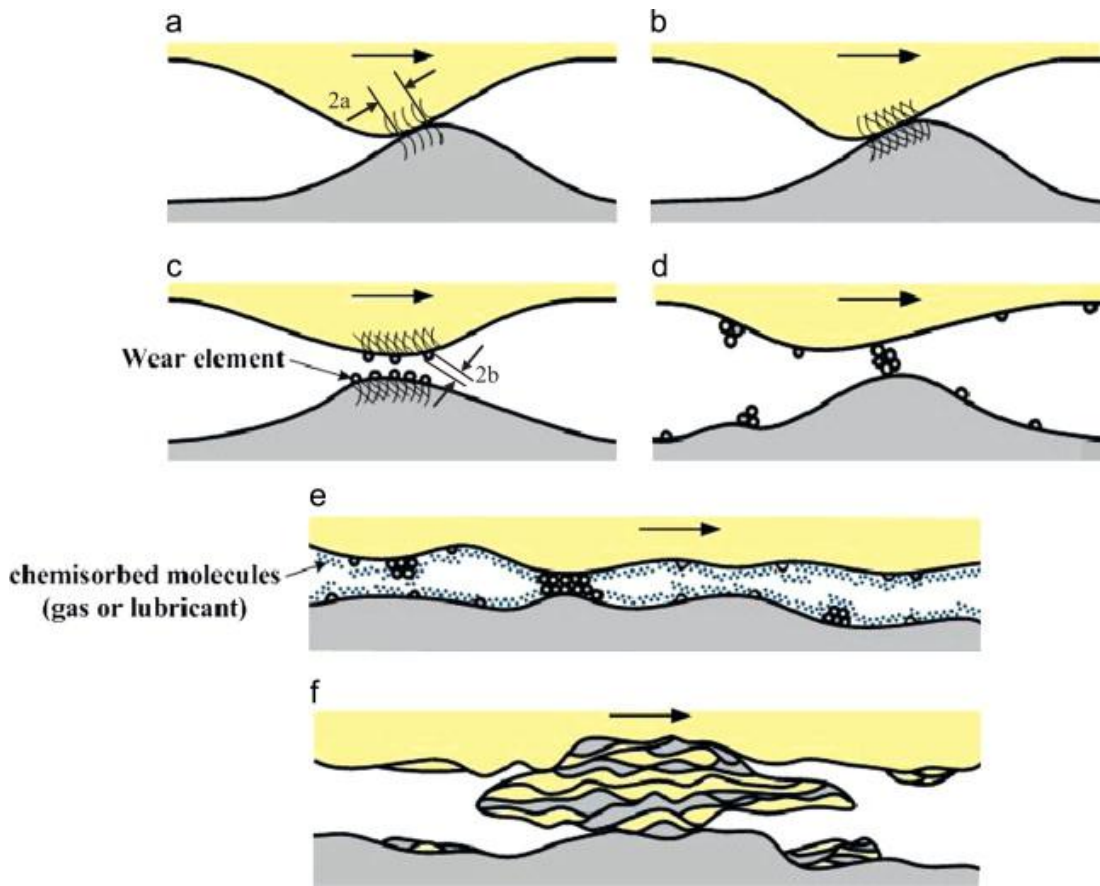 a
b
2a
c
d
Wear element
2b
e
chemisorbed molecules
(gas or lubricant)
f